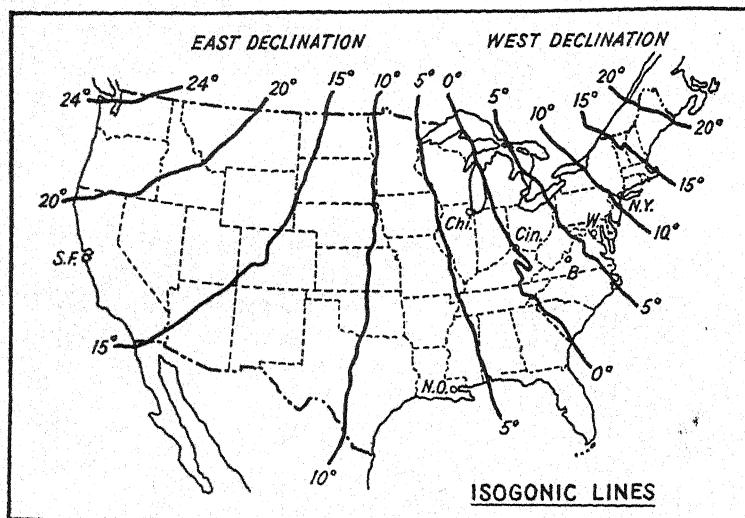 EAST DECLINATION WEST DECLINATION
24° 24° 20° 15° 10° 5° 0° 5° 10° 15° 20° 20°
20° 15° 10° 5° 0° 5° 10° 15°
S.F.
Chi.
Cin.
W.
N.Y.
B
N.O.
ISOGONIC LINES